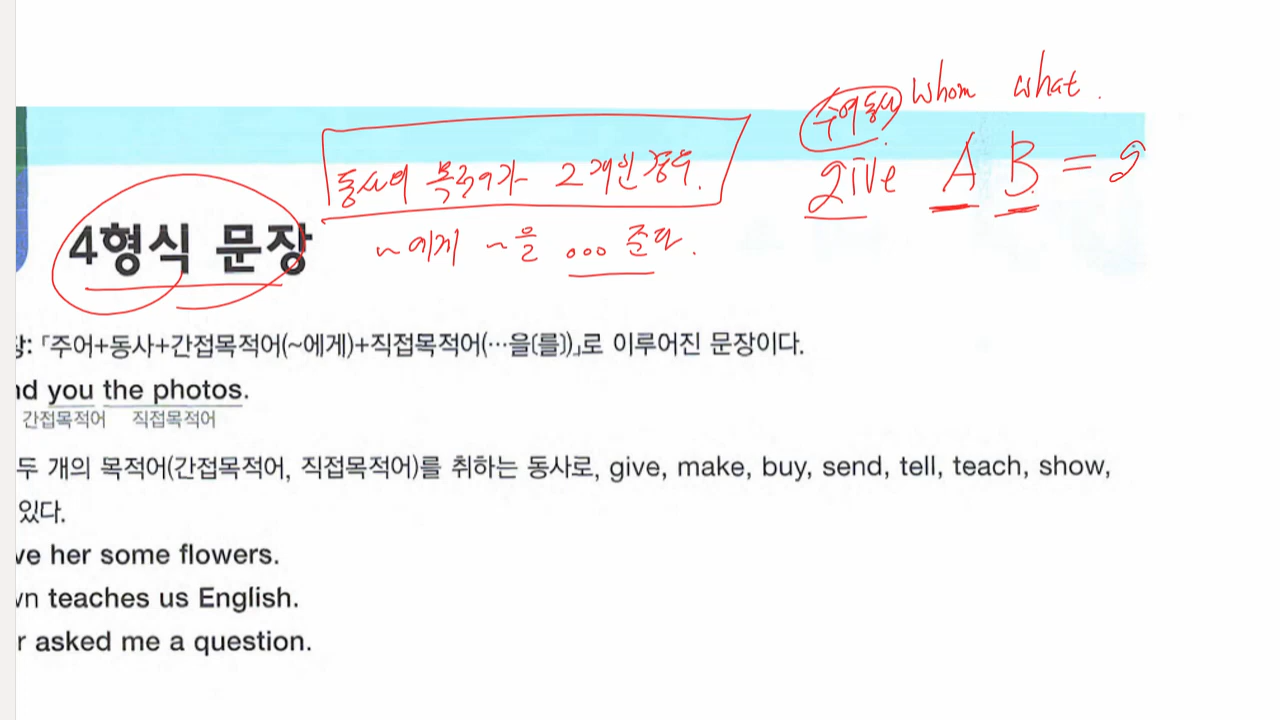 whom what.
수여동사
give A B = g
동사의 목적어가 2개인 경우.
4형식 문장
~에게 ~을 ... 준다.
: 「주어+동사+간접목적어(~에게)+직접목적어(…을(를))」로 이루어진 문장이다.
nd you the photos.
간접목적어 직접목적어
두 개의 목적어(간접목적어, 직접목적어)를 취하는 동사로, give, make, buy, send, tell, teach, show,
있다.
ve her some flowers.
wn teaches us English.
r asked me a question.